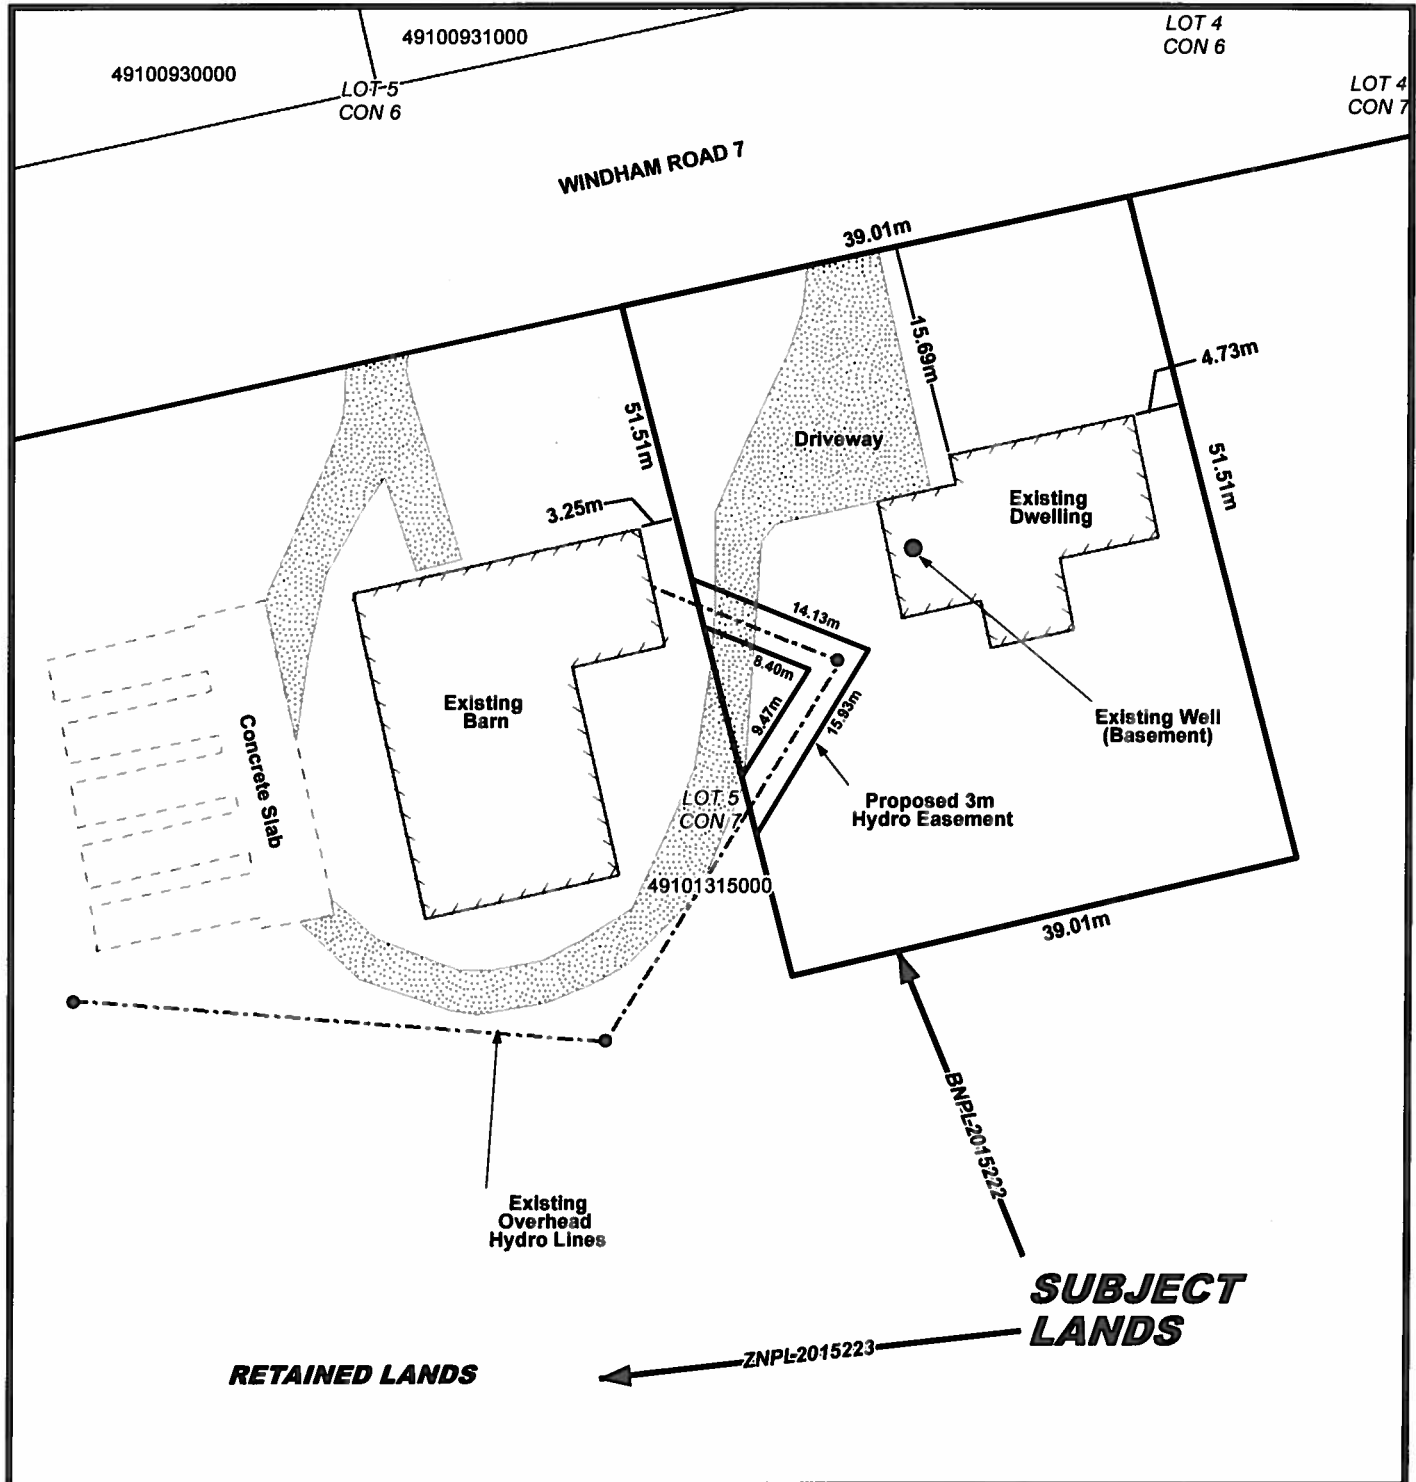 LOT 4
CON 6
49100931000
49100930000
LOT 5
CON 6
LOT 4
CON 7
WINDHAM ROAD 7
39.01m
15.69m
4.73m
51.51m
Driveway
51.51m
3.25m
Existing
Dwelling
14.13m
8.40m
9.47m
15.93m
Existing
Barn
Existing Well
(Basement)
Concrete Slab
LOT 5
CON 7
Proposed 3m
Hydro Easement
49101315000
39.01m
BNPL-2015222
Existing
Overhead
Hydro Lines
SUBJECT
LANDS
ZNPL-2015223
RETAINED LANDS